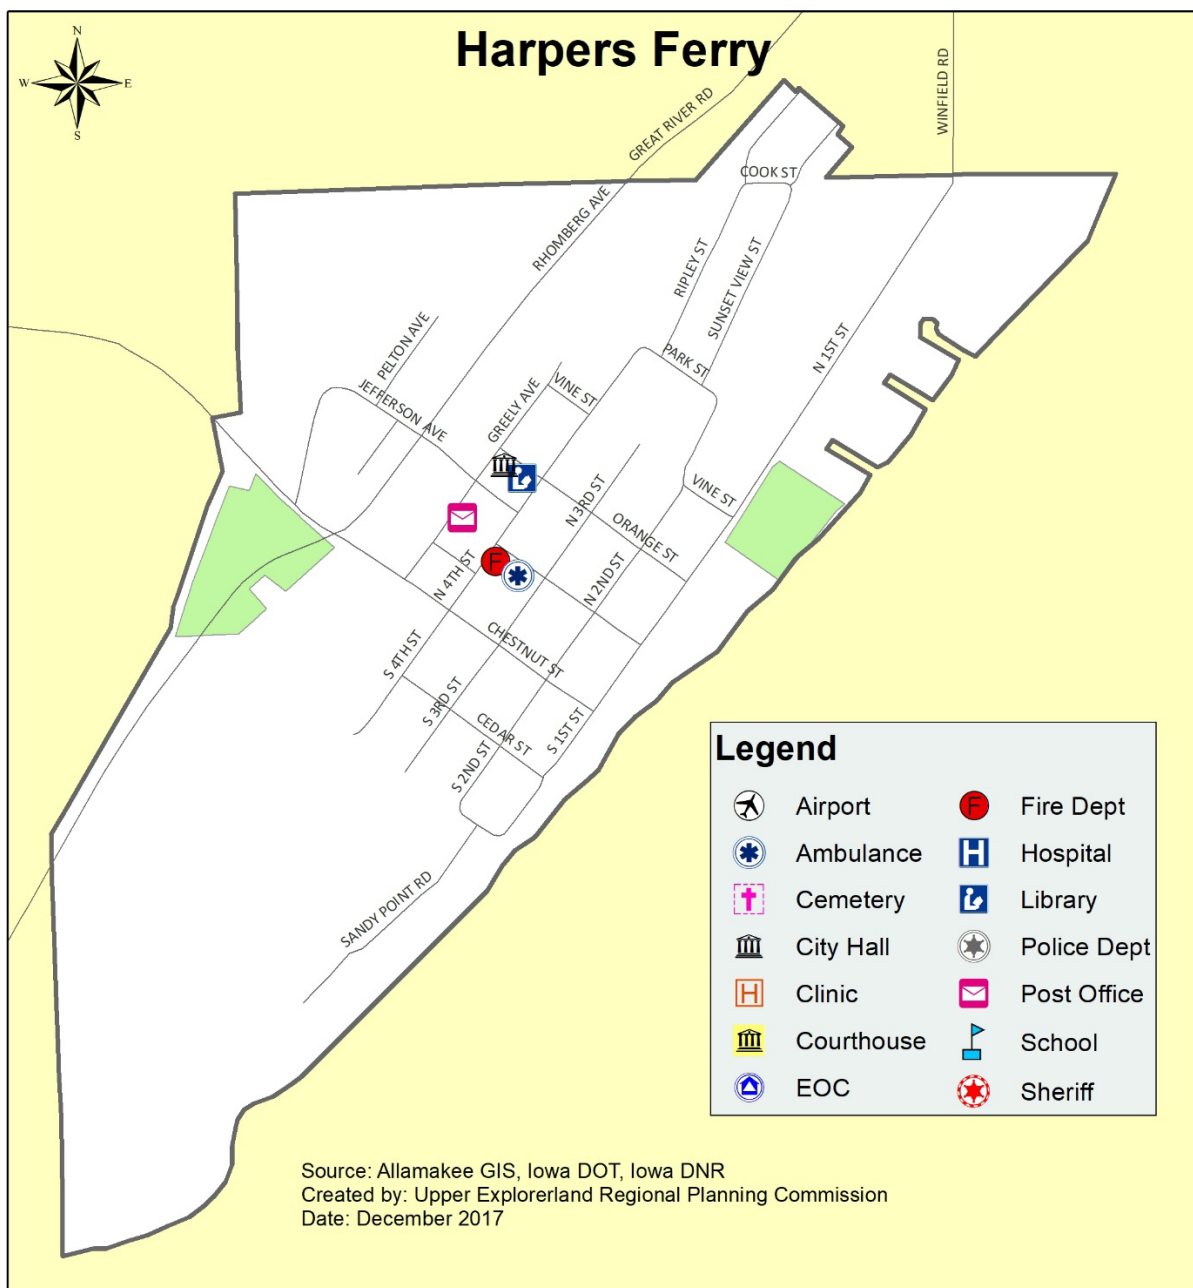 Harpers Ferry
N
W
E
S
GREAT RIVER RD
WINFIELD RD
COOK ST
RHOMBERG AVE
RIPLEY ST
SUNSET VIEW ST
N 1ST ST
PELTON AVE
PARK ST
JEFFERSON AVE
VINE ST
GREELY AVE
N 3RD ST
VINE ST
ORANGE ST
F
N 4TH ST
N 2ND ST
CHESTNUT ST
S 4TH ST
S 3RD ST
CEDAR ST
S 1ST ST
S 2ND ST
SANDY POINT RD
Legend
Airport
F Fire Dept
Ambulance
H Hospital
Cemetery
Library
City Hall
Police Dept
H Clinic
Post Office
Courthouse
School
EOC
Sheriff
Source: Allamakee GIS, Iowa DOT, Iowa DNR
Created by: Upper Explorerland Regional Planning Commission
Date: December 2017